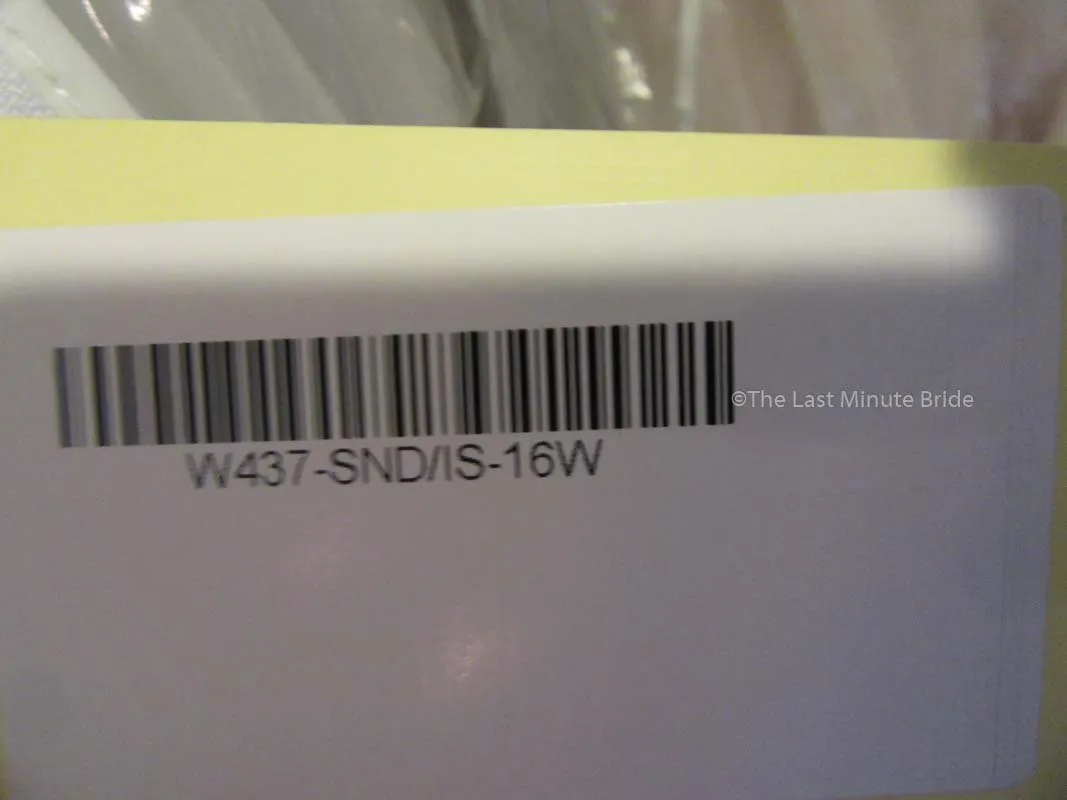 ©The Last Minute Bride
W437-SND/IS-16W